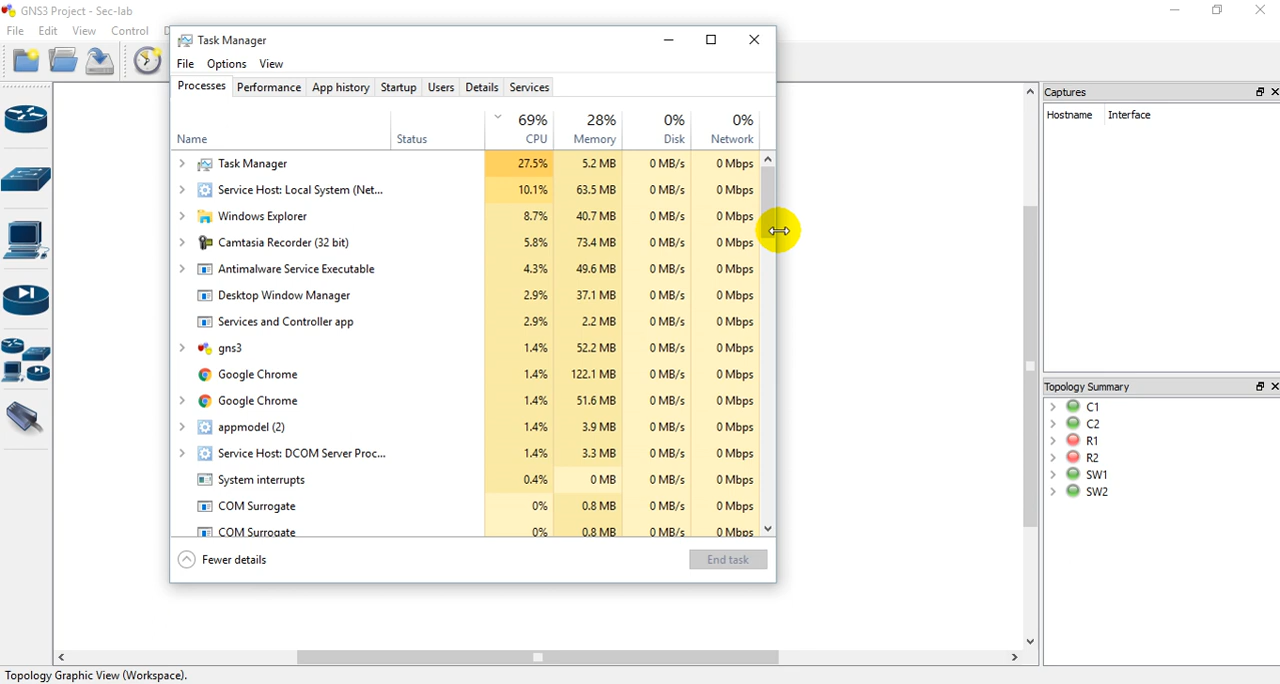 GNS3 Project - Sec-lab
File Edit View Control D
Task Manager
File Options View
Processes Performance App history Startup Users Details Services
69% 28% 0% 0%
Name Status CPU Memory Disk Network
Task Manager 27.5% 5.2 MB 0 MB/s 0 Mbps
Service Host: Local System (Net... 10.1% 63.5 MB 0 MB/s 0 Mbps
Windows Explorer 8.7% 40.7 MB 0 MB/s 0 Mbps
Camtasia Recorder (32 bit) 5.8% 73.4 MB 0 MB/s 0 Mbps
Antimalware Service Executable 4.3% 49.6 MB 0 MB/s 0 Mbps
Desktop Window Manager 2.9% 37.1 MB 0 MB/s 0 Mbps
Services and Controller app 2.9% 2.2 MB 0 MB/s 0 Mbps
gns3 1.4% 52.2 MB 0 MB/s 0 Mbps
Google Chrome 1.4% 122.1 MB 0 MB/s 0 Mbps
Google Chrome 1.4% 51.6 MB 0 MB/s 0 Mbps
appmodel (2) 1.4% 3.9 MB 0 MB/s 0 Mbps
Service Host: DCOM Server Proc... 1.4% 3.3 MB 0 MB/s 0 Mbps
System interrupts 0.4% 0 MB 0 MB/s 0 Mbps
COM Surrogate 0% 0.8 MB 0 MB/s 0 Mbps
COM Surrogate 0% 0.8 MB 0 MB/s 0 Mbps
Fewer details End task
Captures
Hostname Interface
Topology Summary
C1
C2
R1
R2
SW1
SW2
Topology Graphic View (Workspace).